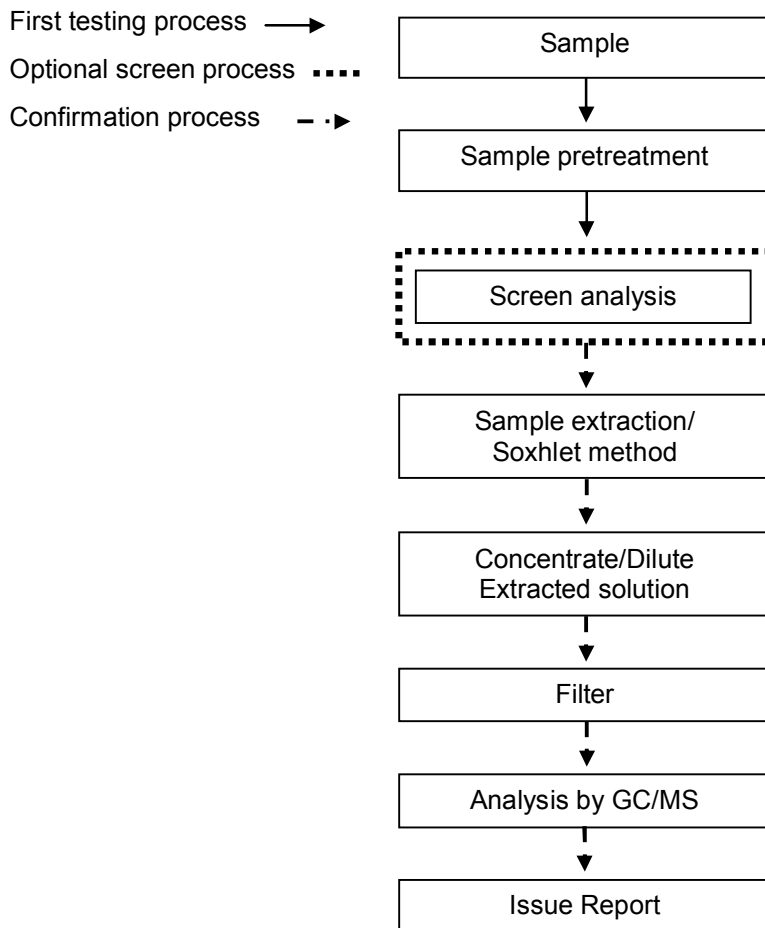 First testing process
Optional screen process
Confirmation process
Sample
Sample pretreatment
Screen analysis
Sample extraction/
Soxhlet method
Concentrate/Dilute
Extracted solution
Filter
Analysis by GC/MS
Issue Report